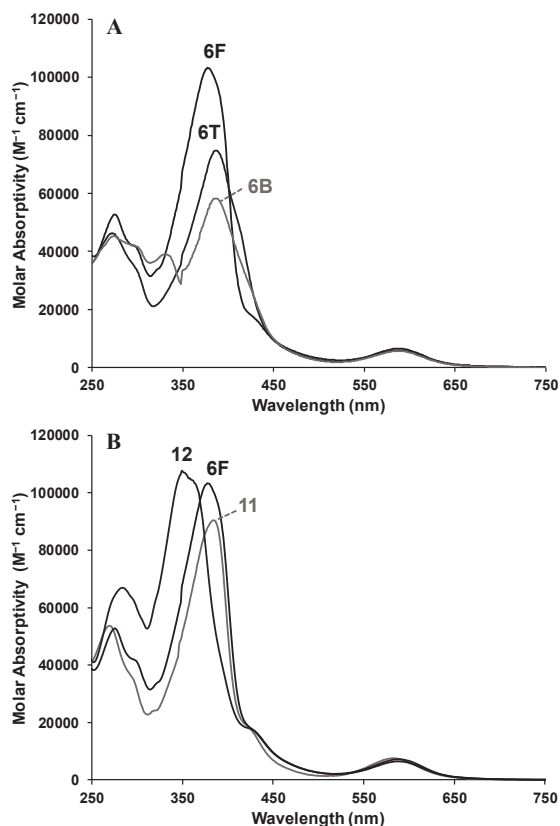 A
120000
100000
80000
60000
40000
20000
0
Molar Absorptivity (M⁻¹ cm⁻¹)
6F
6T
6B
250 350 450 550 650 750
Wavelength (nm)
B
120000
100000
80000
60000
40000
20000
0
Molar Absorptivity (M⁻¹ cm⁻¹)
12
6F
11
250 350 450 550 650 750
Wavelength (nm)